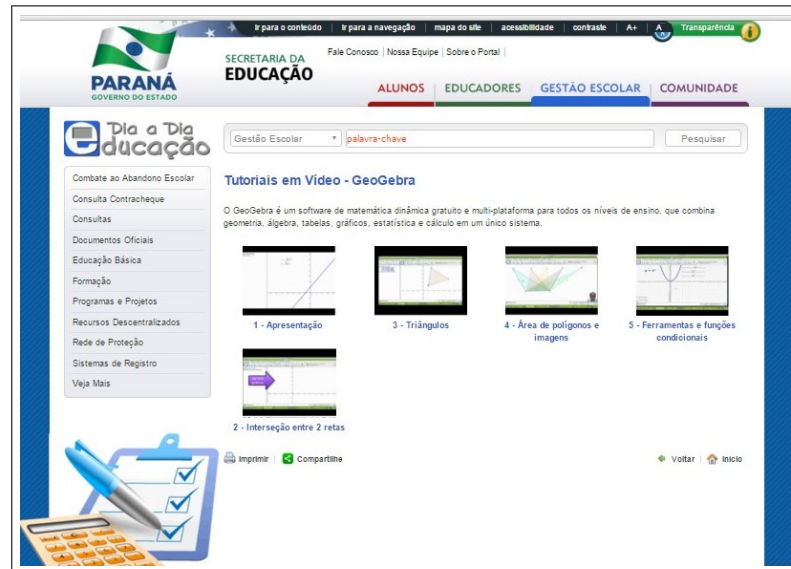 Ir para o conteúdo | Ir para a navegação | mapa do site | acessibilidade | contraste | A+ | A
Transparência i
PARANÁ
GOVERNO DO ESTADO
SECRETARIA DA
EDUCAÇÃO
Fale Conosco | Nossa Equipe | Sobre o Portal |
ALUNOS | EDUCADORES | GESTÃO ESCOLAR | COMUNIDADE
Dia a Dia
educação
Gestão Escolar palavra-chave Pesquisar
Combate ao Abandono Escolar
Consulta Contracheque
Consultas
Documentos Oficiais
Educação Básica
Formação
Programas e Projetos
Recursos Descentralizados
Rede de Proteção
Sistemas de Registro
Veja Mais
Tutoriais em Vídeo - GeoGebra
O GeoGebra é um software de matemática dinâmica gratuito e multi-plataforma para todos os níveis de ensino, que combina
geometria, álgebra, tabelas, gráficos, estatística e cálculo em um único sistema.
1 - Apresentação
3 - Triângulos
4 - Área de polígonos e
imagens
5 - Ferramentas e funções
condicionais
2 - Interseção entre 2 retas
Imprimir | Compartilhe
Voltar | Início